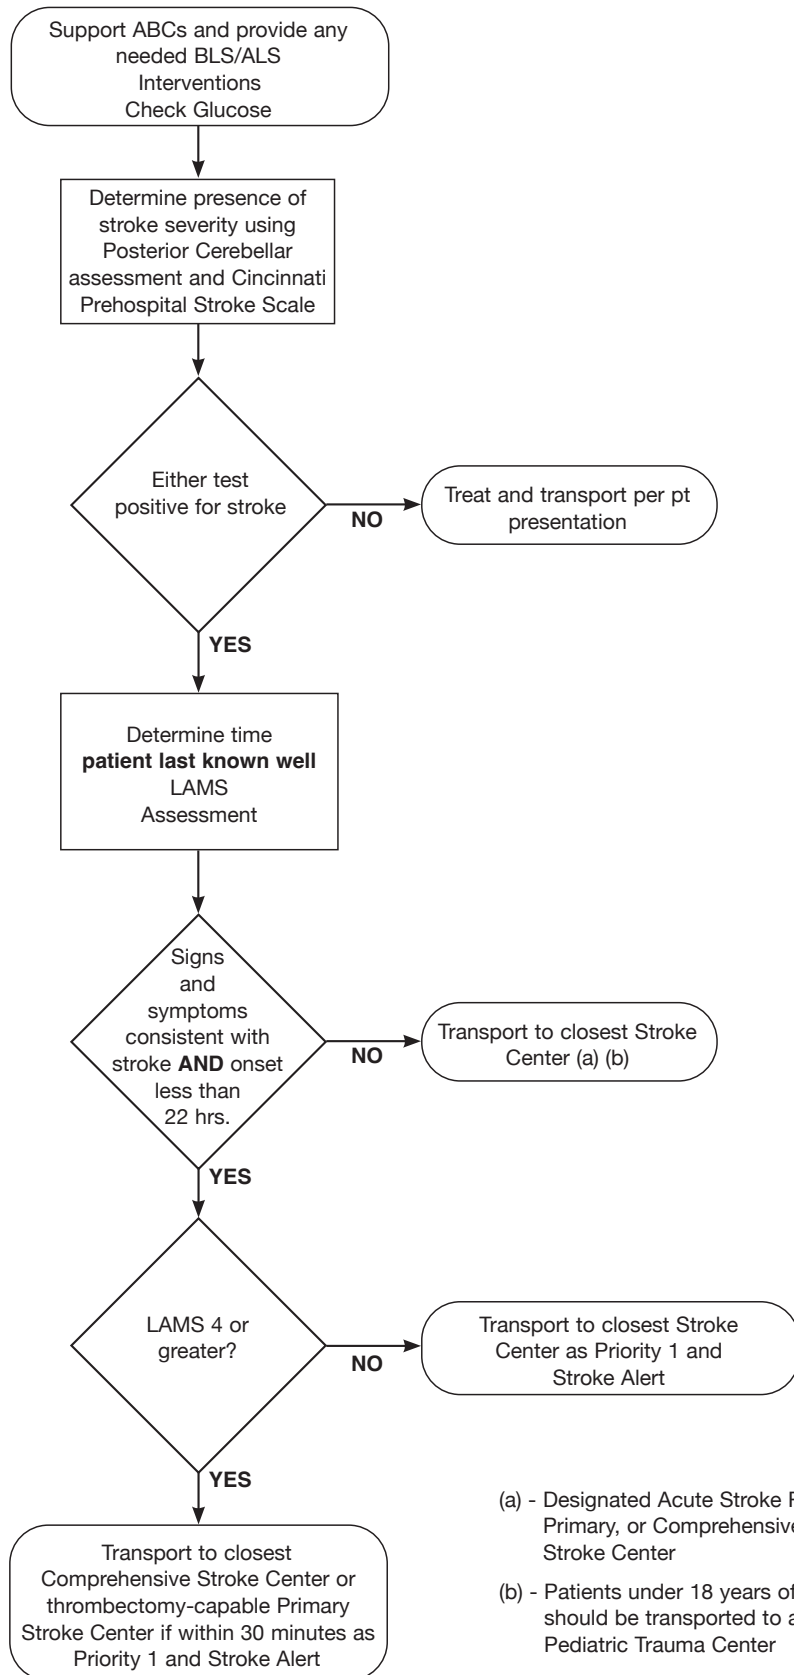 Support ABCs and provide any
needed BLS/ALS
Interventions
Check Glucose
Determine presence of
stroke severity using
Posterior Cerebellar
assessment and Cincinnati
Prehospital Stroke Scale
Either test
positive for stroke
NO
Treat and transport per pt
presentation
YES
Determine time
patient last known well
LAMS
Assessment
Signs
and
symptoms
consistent with
stroke AND onset
less than
22 hrs.
NO
Transport to closest Stroke
Center (a) (b)
YES
LAMS 4 or
greater?
NO
Transport to closest Stroke
Center as Priority 1 and
Stroke Alert
YES
Transport to closest
Comprehensive Stroke Center or
thrombectomy-capable Primary
Stroke Center if within 30 minutes as
Priority 1 and Stroke Alert
(a) - Designated Acute Stroke
Primary, or Comprehensive
Stroke Center
(b) - Patients under 18 years of
should be transported to a
Pediatric Trauma Center